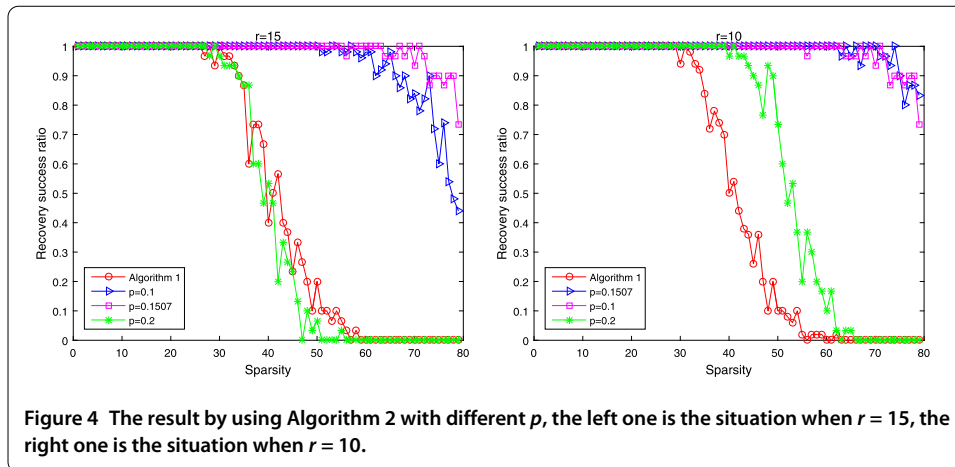 r=15
Recovery success ratio
1
0.9
0.8
0.7
0.6
0.5
0.4
0.3
0.2
0.1
0
Algorithm 1
p=0.1
p=0.1507
p=0.2
0 10 20 30 40 50 60 70 80
Sparsity
r=10
Recovery success ratio
1
0.9
0.8
0.7
0.6
0.5
0.4
0.3
0.2
0.1
0
Algorithm 1
p=0.1507
p=0.1
p=0.2
0 10 20 30 40 50 60 70 80
Sparsity
Figure 4 The result by using Algorithm 2 with different p, the left one is the situation when r = 15, the
right one is the situation when r = 10.